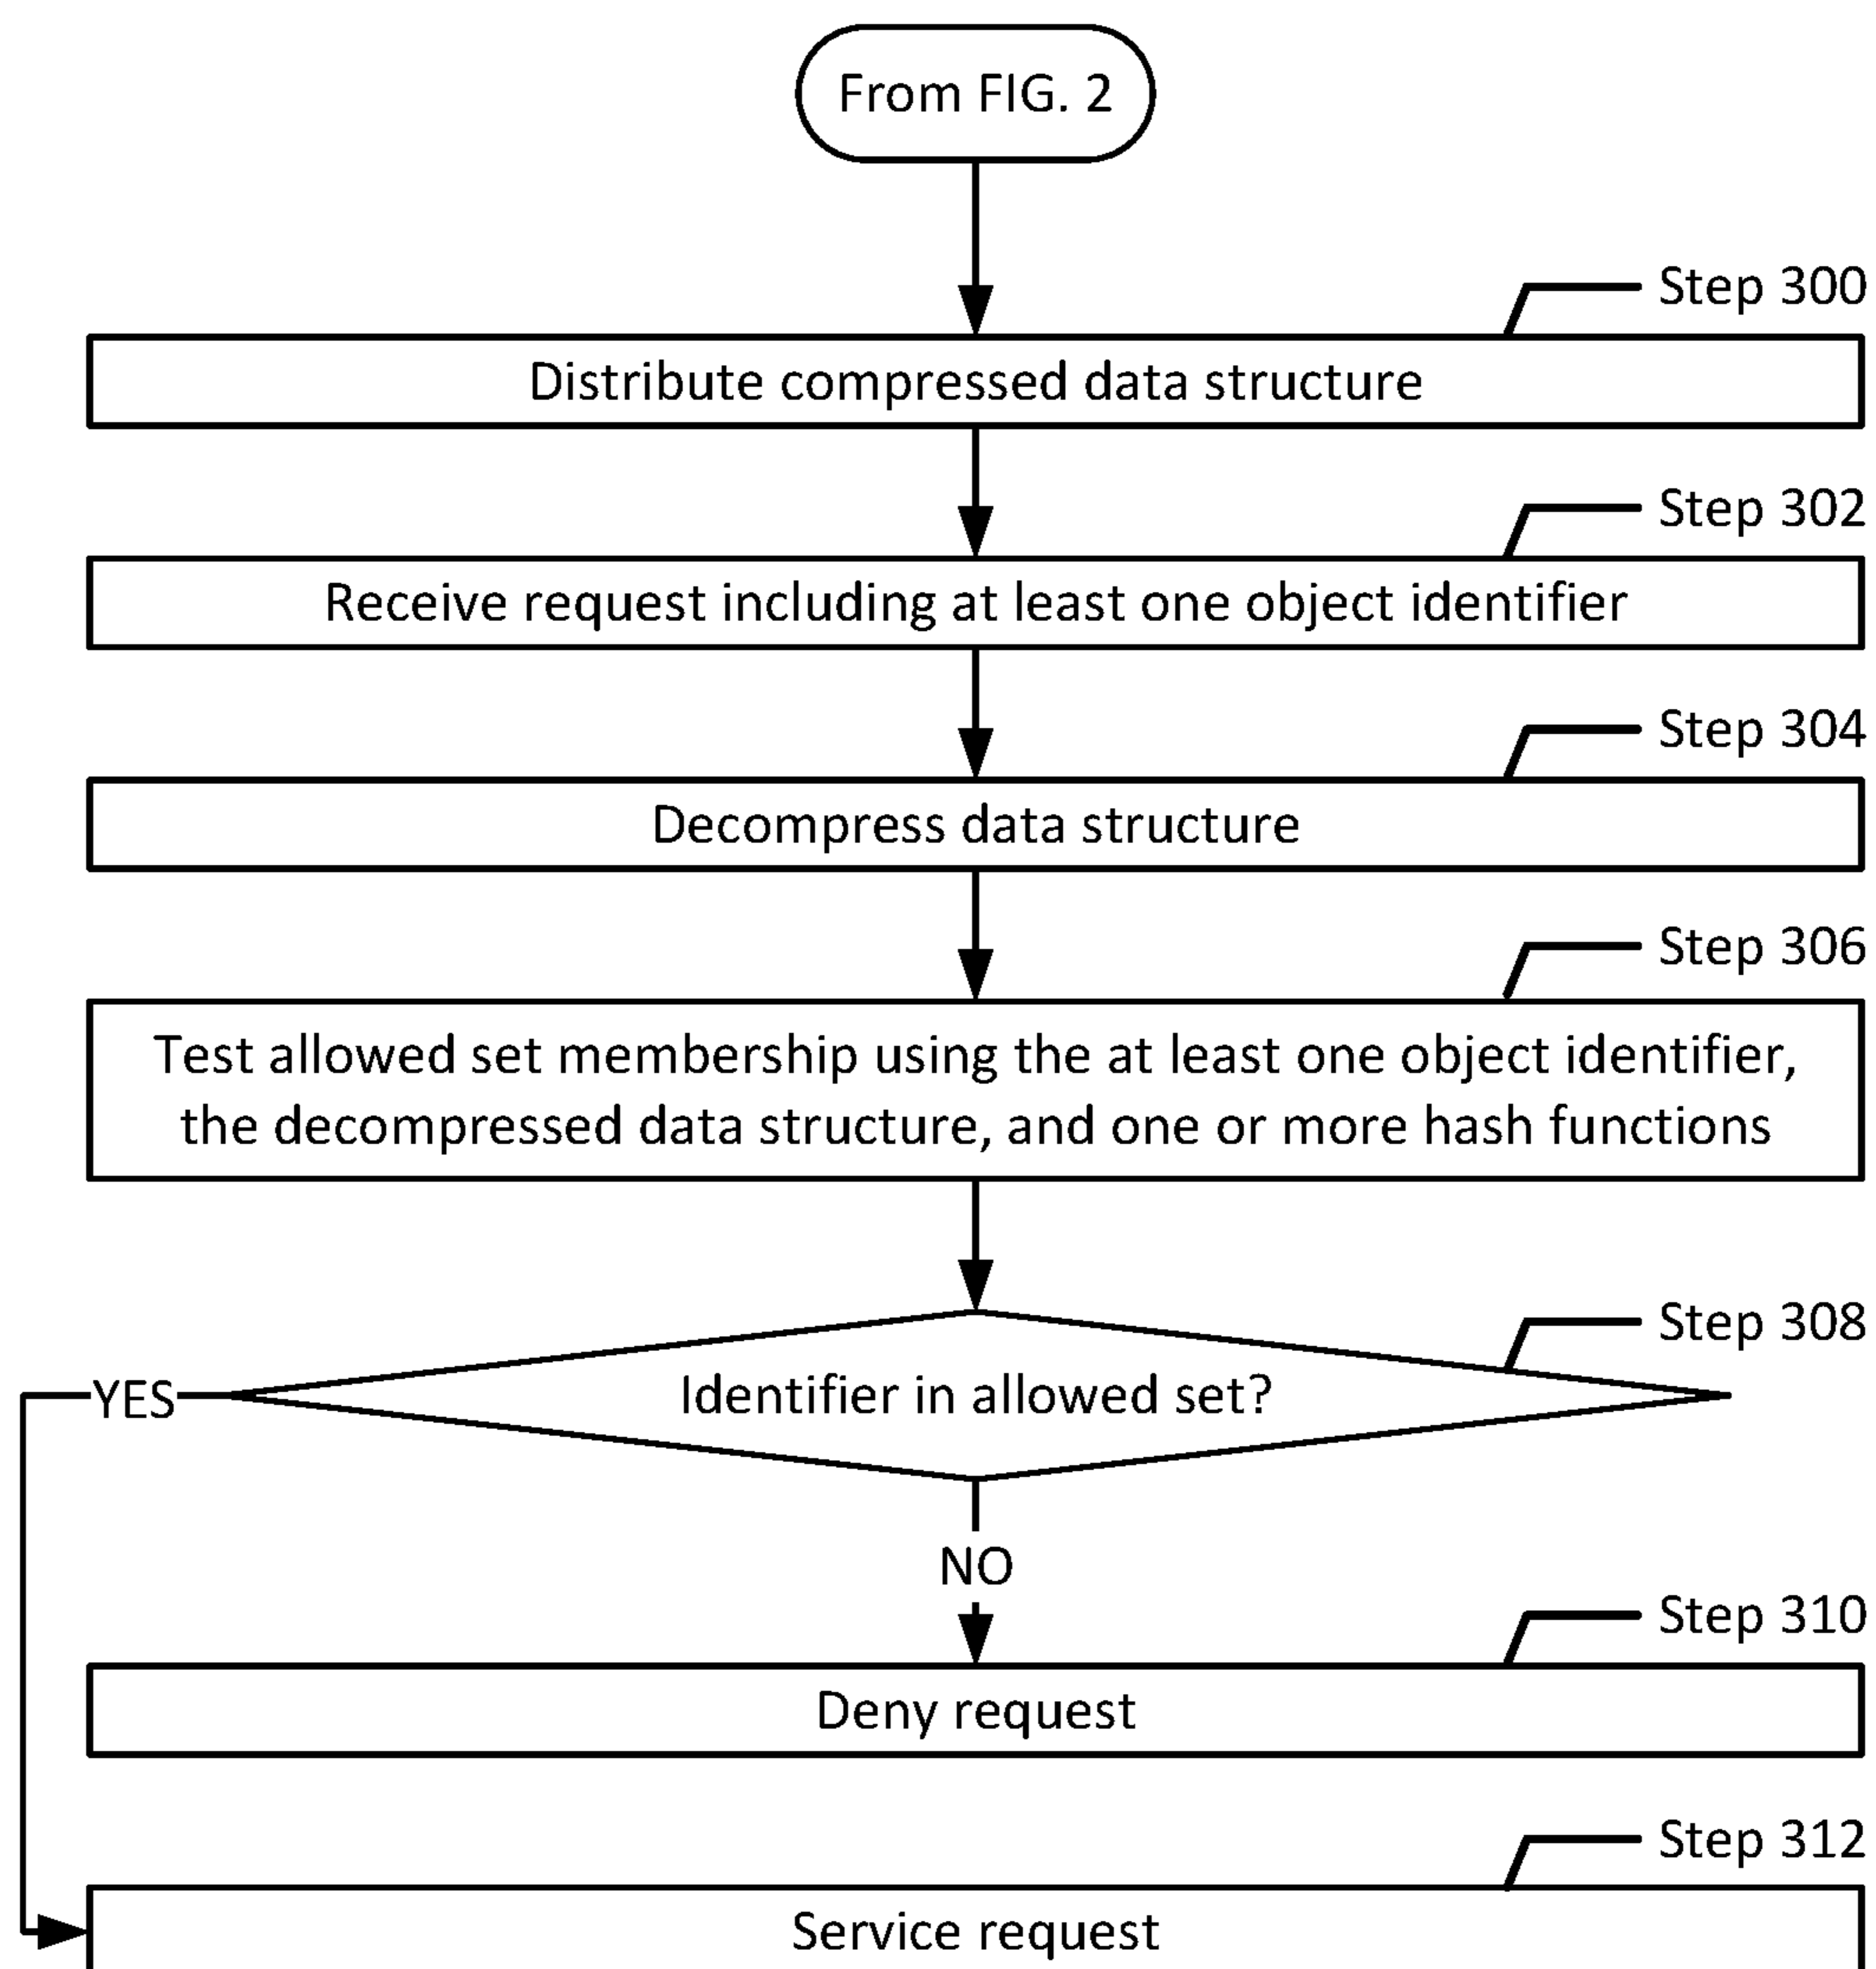 From FIG. 2
Step 300
Distribute compressed data structure
Step 302
Receive request including at least one object identifier
Step 304
Decompress data structure
Step 306
Test allowed set membership using the at least one object identifier,
the decompressed data structure, and one or more hash functions
Step 308
Identifier in allowed set?
YES
NO
Step 310
Deny request
Step 312
Service request